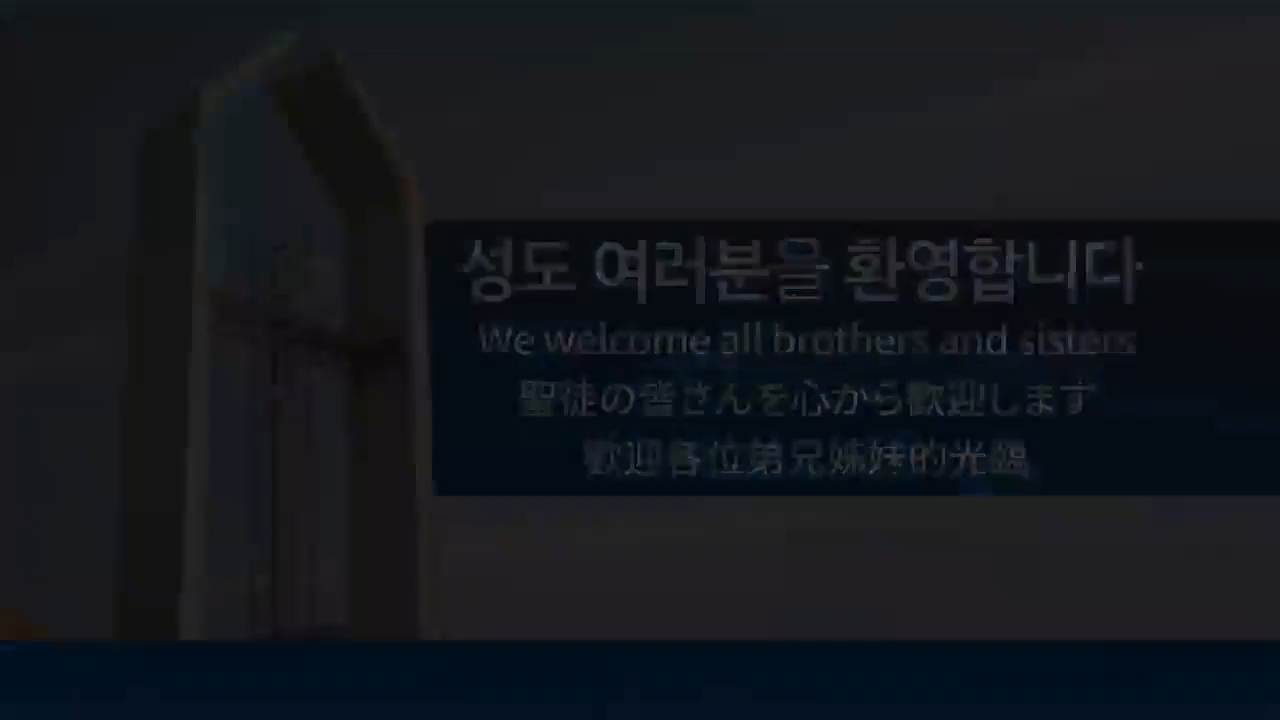 성도 여러분을 환영합니다
We welcome all brothers and sisters
聖徒の皆さんを心から歓迎します
歡迎各位弟兄姊妹的光臨